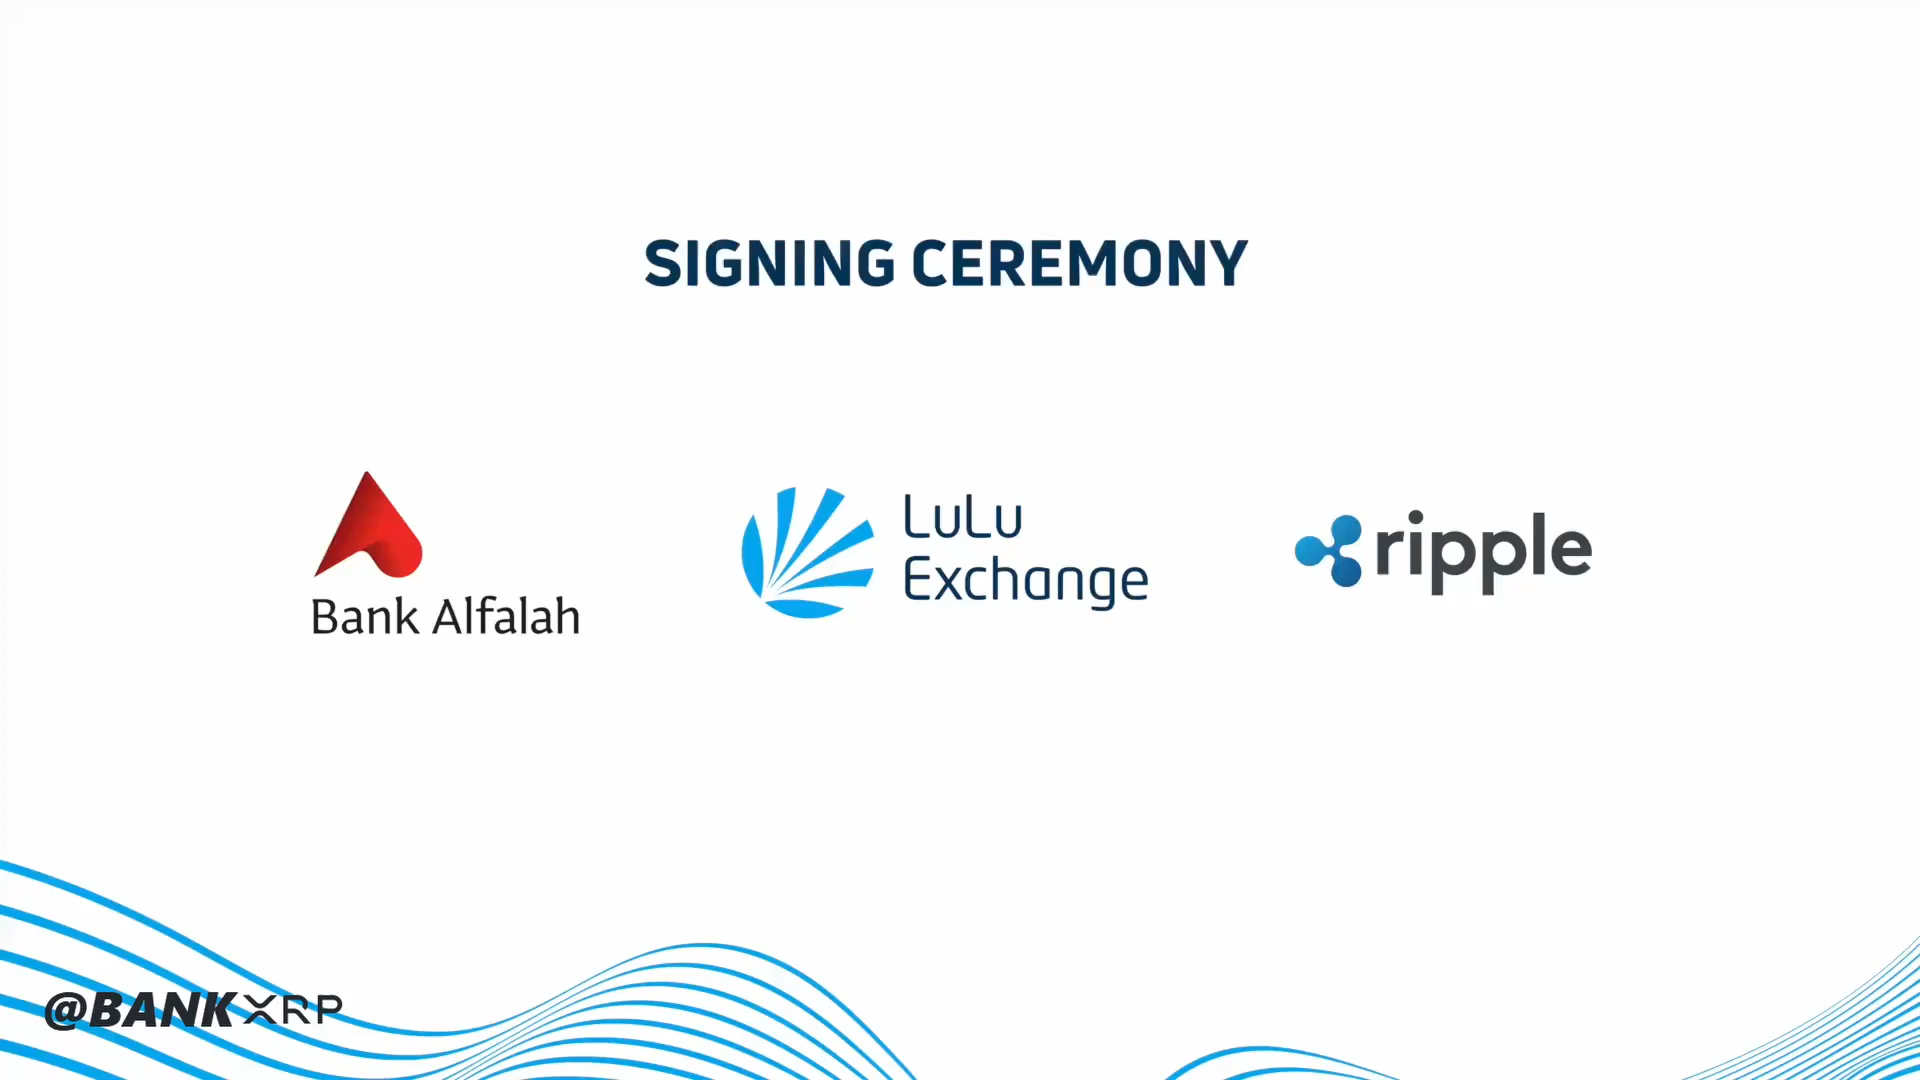 SIGNING CEREMONY
Bank Alfalah
LuLu
Exchange
ripple
@BANKXRP